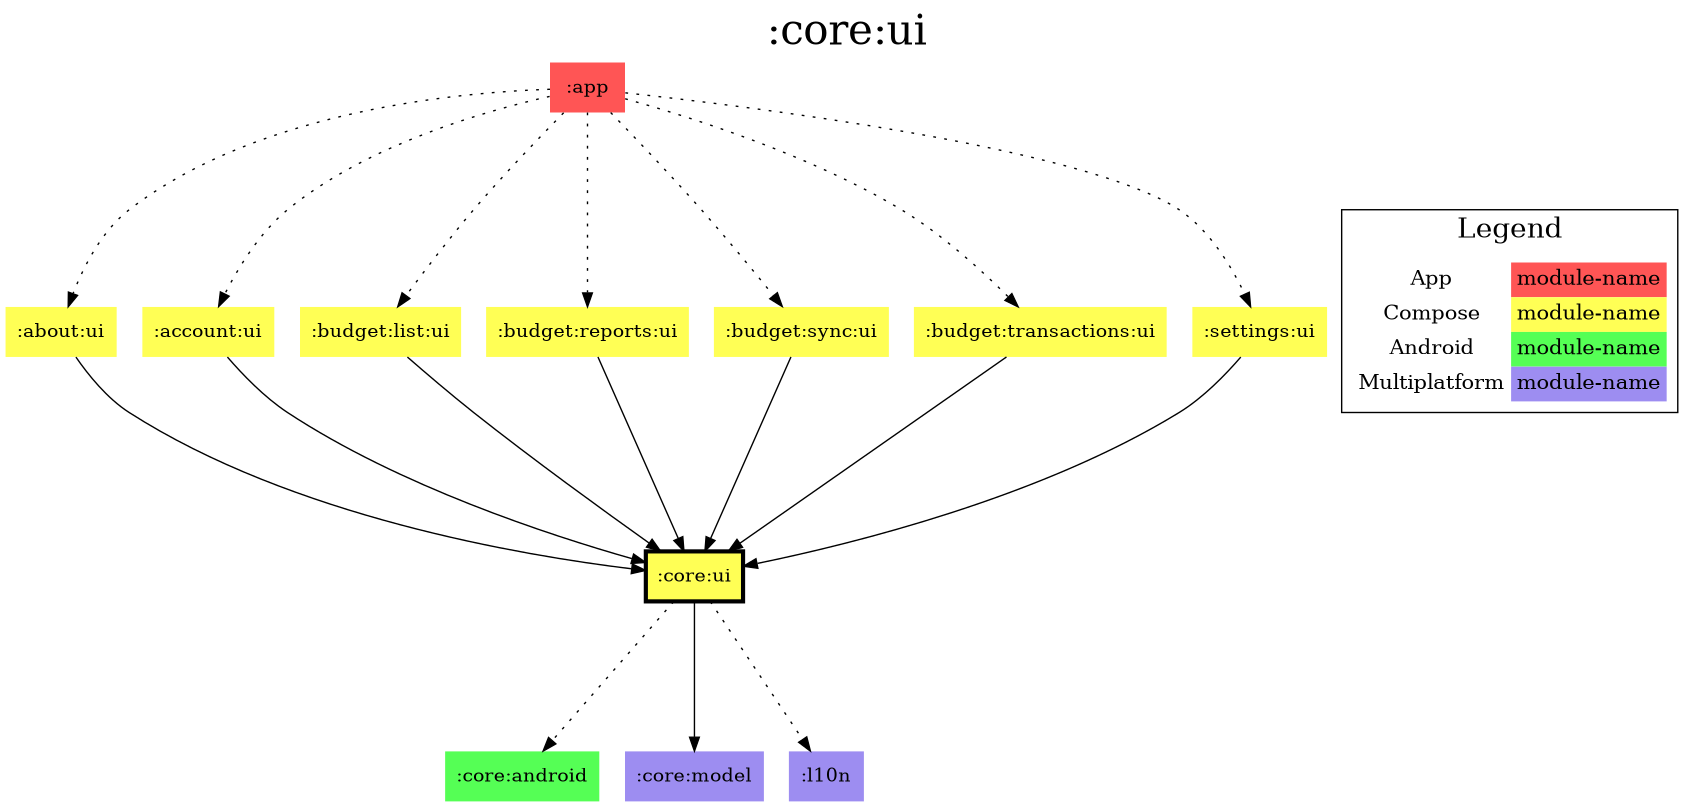 :core:ui
:app
:about:ui
:account:ui
:budget:list:ui
:budget:reports:ui
:budget:sync:ui
:budget:transactions:ui
:settings:ui
Legend
App module-name
Compose module-name
Android module-name
Multiplatform module-name
:core:ui
:core:android
:core:model
:l10n